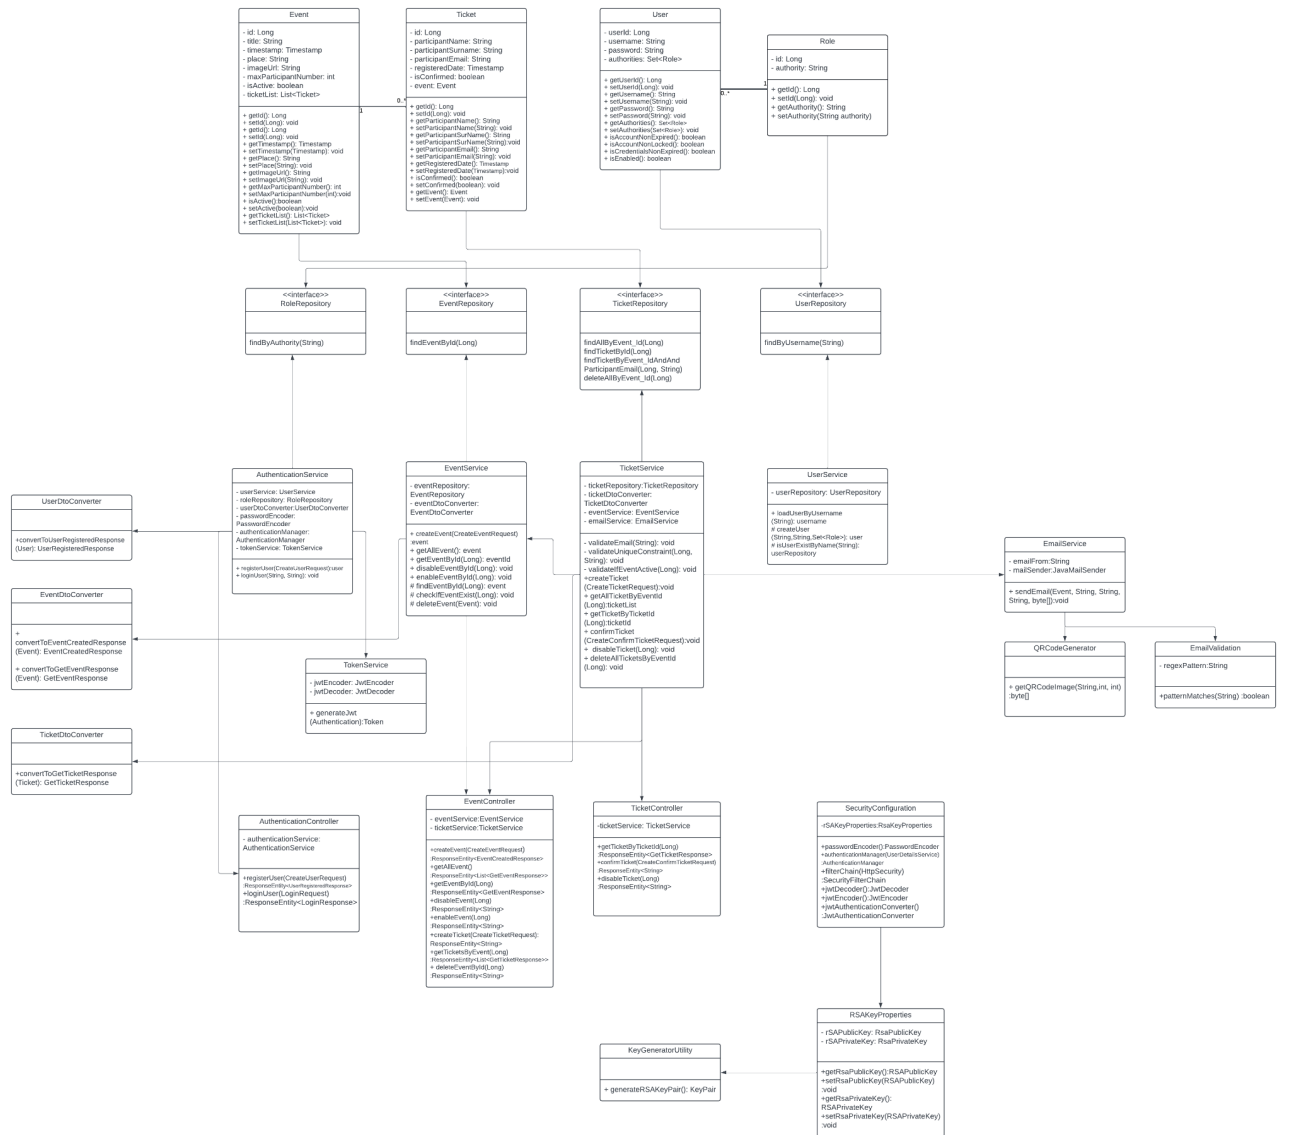 Event
- id: Long
- title: String
- timestamp: Timestamp
- place: String
- imageUrl: String
- maxParticipantNumber: int
- isActive: boolean
- ticketList: List<Ticket>
+ getId(): Long
+ setId(Long): void
+ getId(): Long
+ setId(Long): void
+ getTimestamp(): Timestamp
+ setTimestamp(Timestamp): void
+ getPlace(): String
+ setPlace(String): void
+ getImageUrl(): String
+ setImageUrl(String): void
+ getMaxParticipantNumber(): int
+ setMaxParticipantNumber(int):void
+ isActive():boolean
+ setActive(boolean):void
+ getTicketList(): List<Ticket>
+ setTicketList(List<Ticket>): void
1
0..*
Ticket
- id: Long
- participantName: String
- participantSurname: String
- participantEmail: String
- registeredDate: Timestamp
- isConfirmed: boolean
- event: Event
+ getId(): Long
+ setId(Long): void
+ getParticipantName(): String
+ setParticipantName(String): void
+ getParticipantSurName(): String
+ setParticipantSurName(String):void
+ getParticipantEmail(): String
+ setParticipantEmail(String): void
+ getRegisteredDate(): Timestamp
+ setRegisteredDate(Timestamp):void
+ isConfirmed(): boolean
+ setConfirmed(boolean): void
+ getEvent(): Event
+ setEvent(Event): void
User
- userId: Long
- username: String
- password: String
- authorities: Set<Role>
+ getUserId(): Long
+ setUserId(Long): void
+ getUsername(): String
+ setUsername(String): void
+ getPassword(): String
+ setPassword(String): void
+ getAuthorities(): Set<Role>
+ setAuthorities(Set<Role>): void
+ isAccountNonExpired(): boolean
+ isAccountNonLocked(): boolean
+ isCredentialsNonExpired(): boolean
+ isEnabled(): boolean
0..*
1
Role
- id: Long
- authority: String
+ getId(): Long
+ setId(Long): void
+ getAuthority(): String
+ setAuthority(String authority)
<<interface>>
RoleRepository
findByAuthority(String)
<<interface>>
EventRepository
findEventById(Long)
<<interface>>
TicketRepository
findAllByEvent_Id(Long)
findTicketById(Long)
findTicketByEvent_IdAndAnd
ParticipantEmail(Long, String)
deleteAllByEvent_Id(Long)
<<interface>>
UserRepository
findByUsername(String)
UserDtoConverter
+convertToUserRegisteredResponse
(User): UserRegisteredResponse
AuthenticationService
- userService: UserService
- roleRepository: RoleRepository
- userDtoConverter:UserDtoConverter
- passwordEncoder:
PasswordEncoder
- authenticationManager:
AuthenticationManager
- tokenService: TokenService
+ registerUser(CreateUserRequest):user
+ loginUser(String, String): void
EventService
- eventRepository:
EventRepository
- eventDtoConverter:
EventDtoConverter
+ createEvent(CreateEventRequest)
:event
+ getAllEvent(): event
+ getEventById(Long): eventId
+ disableEventById(Long): void
+ enableEventById(Long): void
# findEventById(Long): event
# checkIfEventExist(Long): void
# deleteEvent(Event): void
TicketService
- ticketRepository:TicketRepository
- ticketDtoConverter:
TicketDtoConverter
- eventService: EventService
- emailService: EmailService
- validateEmail(String): void
- validateUniqueConstraint(Long,
String): void
- validateIfEventActive(Long): void
+createTicket
(CreateTicketRequest):void
+ getAllTicketByEventId
(Long):ticketList
+ getTicketByTicketId
(Long):ticketId
+ confirmTicket
(CreateConfirmTicketRequest):void
+  disableTicket(Long): void
+ deleteAllTicketsByEventId
(Long): void
UserService
- userRepository: UserRepository
+ loadUserByUsername
(String): username
# createUser
(String,String,Set<Role>): user
# isUserExistByName(String):
userRepository
EmailService
- emailFrom:String
- mailSender:JavaMailSender
+ sendEmail(Event, String, String,
String, byte[]):void
EventDtoConverter
+
convertToEventCreatedResponse
(Event): EventCreatedResponse
+ convertToGetEventResponse
(Event): GetEventResponse
TokenService
- jwtEncoder: JwtEncoder
- jwtDecoder: JwtDecoder
+ generateJwt
(Authentication):Token
QRCodeGenerator
+ getQRCodeImage(String,int, int)
:byte[]
EmailValidation
- regexPattern:String
+patternMatches(String) :boolean
TicketDtoConverter
+convertToGetTicketResponse
(Ticket): GetTicketResponse
AuthenticationController
- authenticationService:
AuthenticationService
+registerUser(CreateUserRequest)
:ResponseEntity<UserRegisteredResponse>
+loginUser(LoginRequest)
:ResponseEntity<LoginResponse>
EventController
- eventService:EventService
- ticketService:TicketService
+createEvent(CreateEventRequest)
:ResponseEntity<EventCreatedResponse>
+getAllEvent()
:ResponseEntity<List<GetEventResponse>>
+getEventById(Long)
:ResponseEntity<GetEventResponse>
+disableEvent(Long)
:ResponseEntity<String>
+enableEvent(Long)
:ResponseEntity<String>
+createTicket(CreateTicketRequest):
ResponseEntity<String>
+getTicketsByEvent(Long)
:ResponseEntity<List<GetTicketResponse>>
+ deleteEventById(Long)
:ResponseEntity<String>
TicketController
-ticketService: TicketService
+getTicketByTicketId(Long)
:ResponseEntity<GetTicketResponse>
+confirmTicket(CreateConfirmTicketRequest)
:ResponseEntity<String>
+disableTicket(Long)
:ResponseEntity<String>
SecurityConfiguration
-rSAKeyProperties:RsaKeyProperties
+passwordEncoder():PasswordEncoder
+authenticationManager(UserDetailsService)
:AuthenticationManager
+filterChain(HttpSecurity)
:SecurityFilterChain
+jwtDecoder():JwtDecoder
+jwtEncoder():JwtEncoder
+jwtAuthenticationConverter()
:JwtAuthenticationConverter
RSAKeyProperties
- rSAPublicKey: RsaPublicKey
- rSAPrivateKey: RsaPrivateKey
+getRsaPublicKey():RSAPublicKey
+setRsaPublicKey(RSAPublicKey)
:void
+getRsaPrivateKey():
RSAPrivateKey
+setRsaPrivateKey(RSAPrivateKey)
:void
KeyGeneratorUtility
+ generateRSAKeyPair(): KeyPair